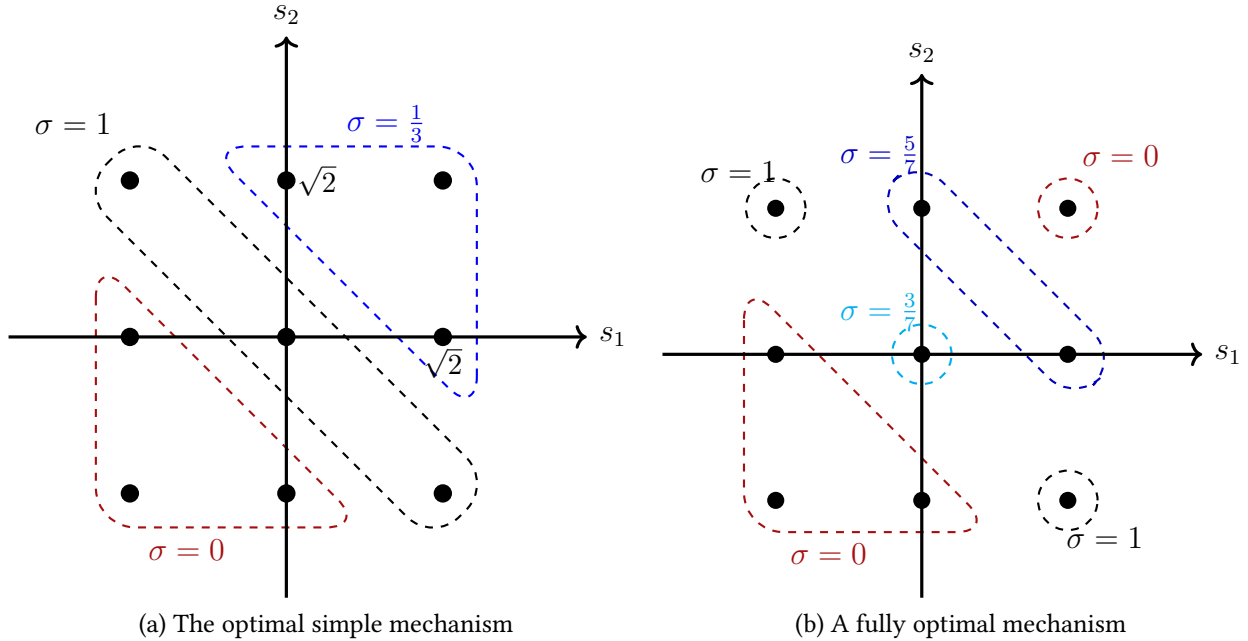 s₂
σ = 1
σ = 1/3
√2
s₁
√2
σ = 0
(a) The optimal simple mechanism
s₂
σ = 5/7
σ = 0
σ = 1
σ = 3/7
s₁
σ = 1
σ = 0
(b) A fully optimal mechanism